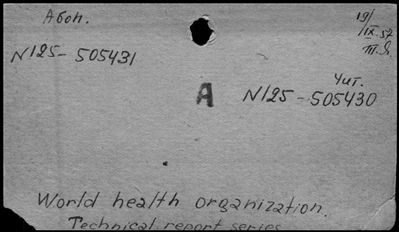 Абон.
19/
IX.57
N125-505431
Чит.
A
N125-505430
World health organization.
Technical report series